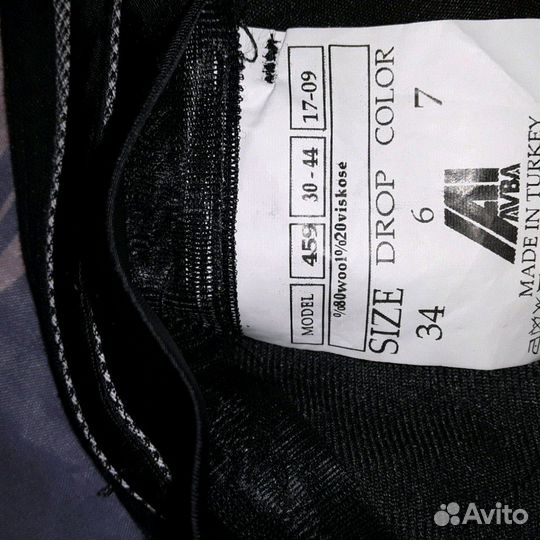 MODEL 459 30-44 17-09
%80wool%20viskose
SIZE DROP COLOR
34 6 7
AVBA
MADE IN TURKEY
Avito